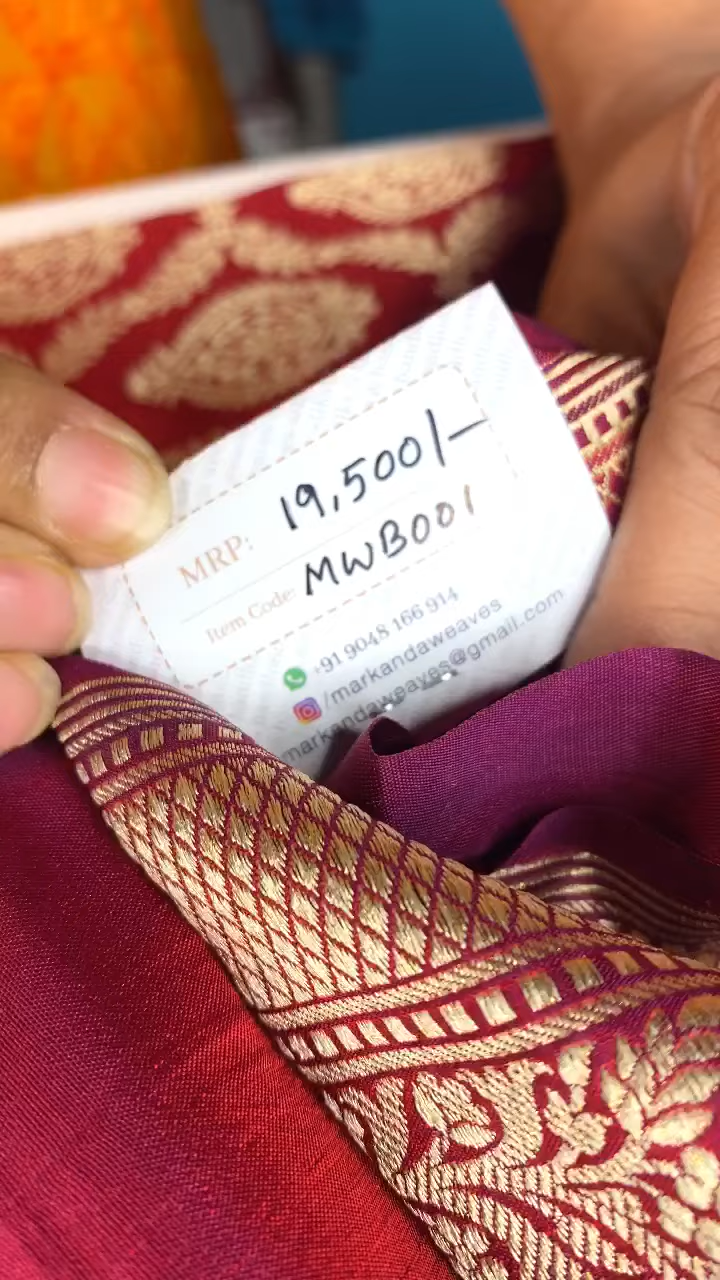 MRP: 19,500/-
Item Code: MWB001
+91 9048 166 914
/markandaweaves
markandaweaves@gmail.com